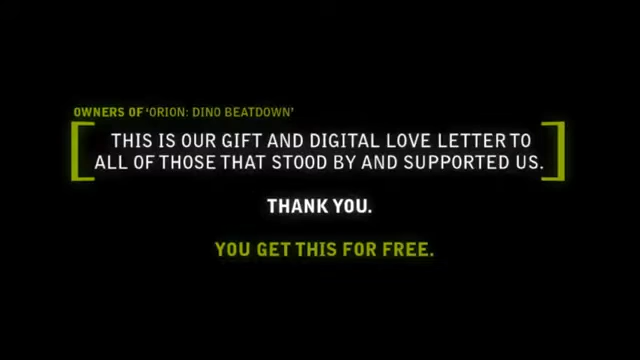 OWNERS OF 'ORION: DINO BEATDOWN'
THIS IS OUR GIFT AND DIGITAL LOVE LETTER TO
ALL OF THOSE THAT STOOD BY AND SUPPORTED US.
THANK YOU.
YOU GET THIS FOR FREE.